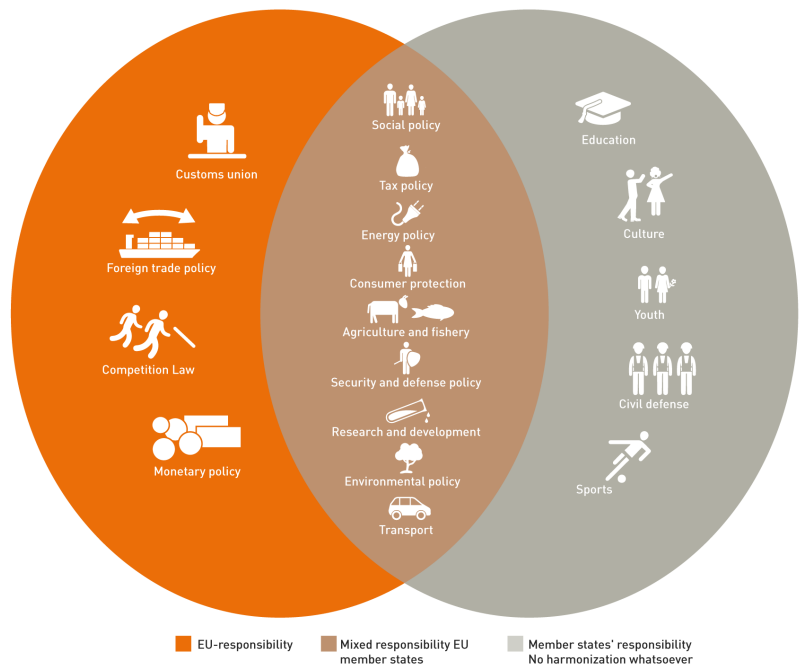 Customs union
Foreign trade policy
Competition Law
Monetary policy
Social policy
Tax policy
Energy policy
Consumer protection
Agriculture and fishery
Security and defense policy
Research and development
Environmental policy
Transport
Education
Culture
Youth
Civil defense
Sports
EU-responsibility
Mixed responsibility EU
member states
Member states' responsibility
No harmonization whatsoever